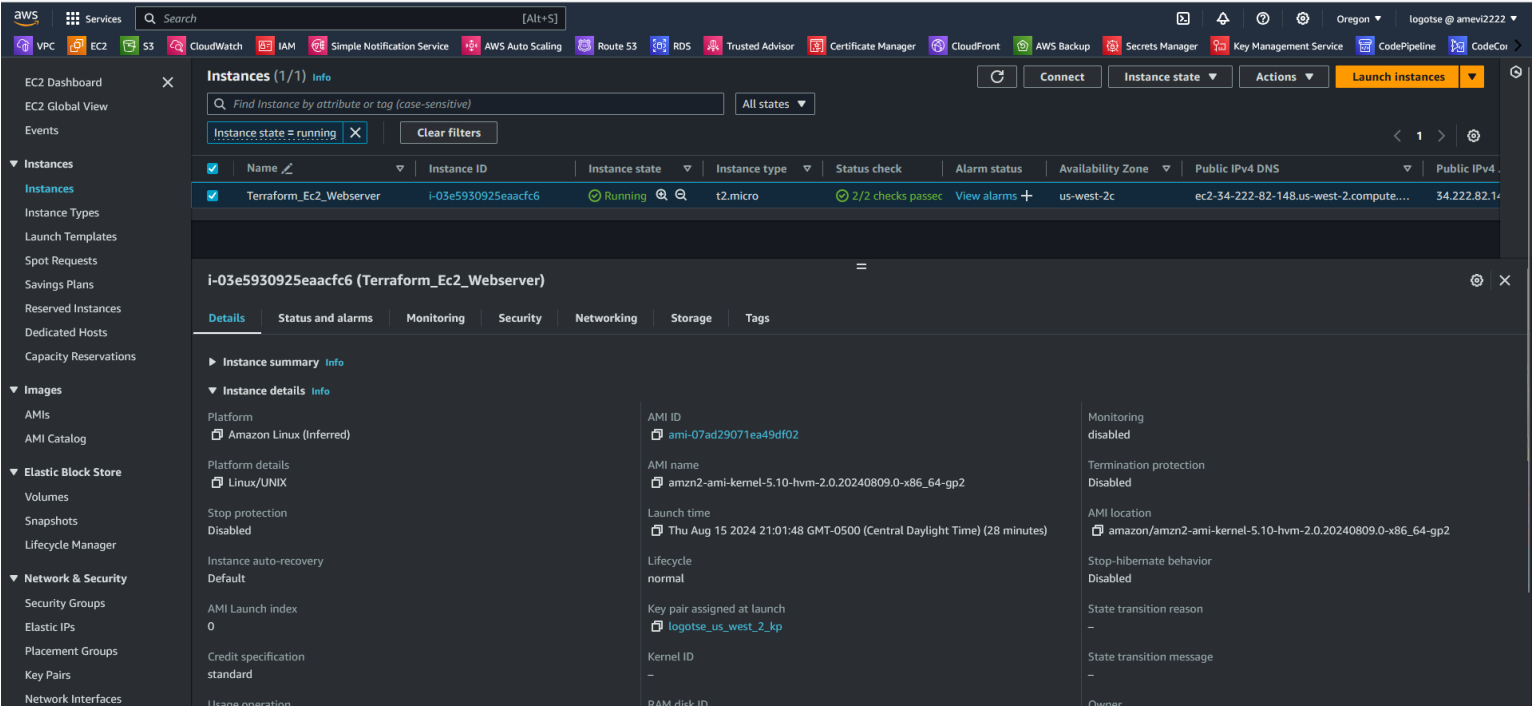 aws Services Search [Alt+S] Oregon logotse @ amevi2222
VPC EC2 S3 CloudWatch IAM Simple Notification Service AWS Auto Scaling Route 53 RDS Trusted Advisor Certificate Manager CloudFront AWS Backup Secrets Manager Key Management Service CodePipeline CodeCo
EC2 Dashboard
EC2 Global View
Events
Instances
Instances
Instance Types
Launch Templates
Spot Requests
Savings Plans
Reserved Instances
Dedicated Hosts
Capacity Reservations
Images
AMIs
AMI Catalog
Elastic Block Store
Volumes
Snapshots
Lifecycle Manager
Network & Security
Security Groups
Elastic IPs
Placement Groups
Key Pairs
Network Interfaces
Instances (1/1) Info Connect Instance state Actions Launch instances
Find Instance by attribute or tag (case-sensitive) All states
Instance state = running Clear filters 1
Name Instance ID Instance state Instance type Status check Alarm status Availability Zone Public IPv4 DNS Public IPv4 .
Terraform_Ec2_Webserver i-03e5930925eaacfc6 Running t2.micro 2/2 checks passec View alarms us-west-2c ec2-34-222-82-148.us-west-2.compute.... 34.222.82.14
i-03e5930925eaacfc6 (Terraform_Ec2_Webserver)
Details Status and alarms Monitoring Security Networking Storage Tags
Instance summary Info
Instance details Info
Platform AMI ID Monitoring
Amazon Linux (Inferred) ami-07ad29071ea49df02 disabled
Platform details AMI name Termination protection
Linux/UNIX amzn2-ami-kernel-5.10-hvm-2.0.20240809.0-x86_64-gp2 Disabled
Stop protection Launch time AMI location
Disabled Thu Aug 15 2024 21:01:48 GMT-0500 (Central Daylight Time) (28 minutes) amazon/amzn2-ami-kernel-5.10-hvm-2.0.20240809.0-x86_64-gp2
Instance auto-recovery Lifecycle Stop-hibernate behavior
Default normal Disabled
AMI Launch index Key pair assigned at launch State transition reason
0 logotse_us_west_2_kp –
Credit specification Kernel ID State transition message
standard – –
Usage operation RAM disk ID Owner